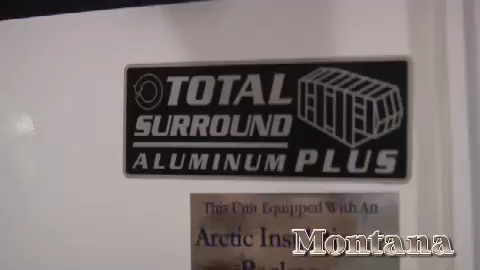 TOTAL
SURROUND
ALUMINUM PLUS
This Unit Equipped With An
Arctic
Montana